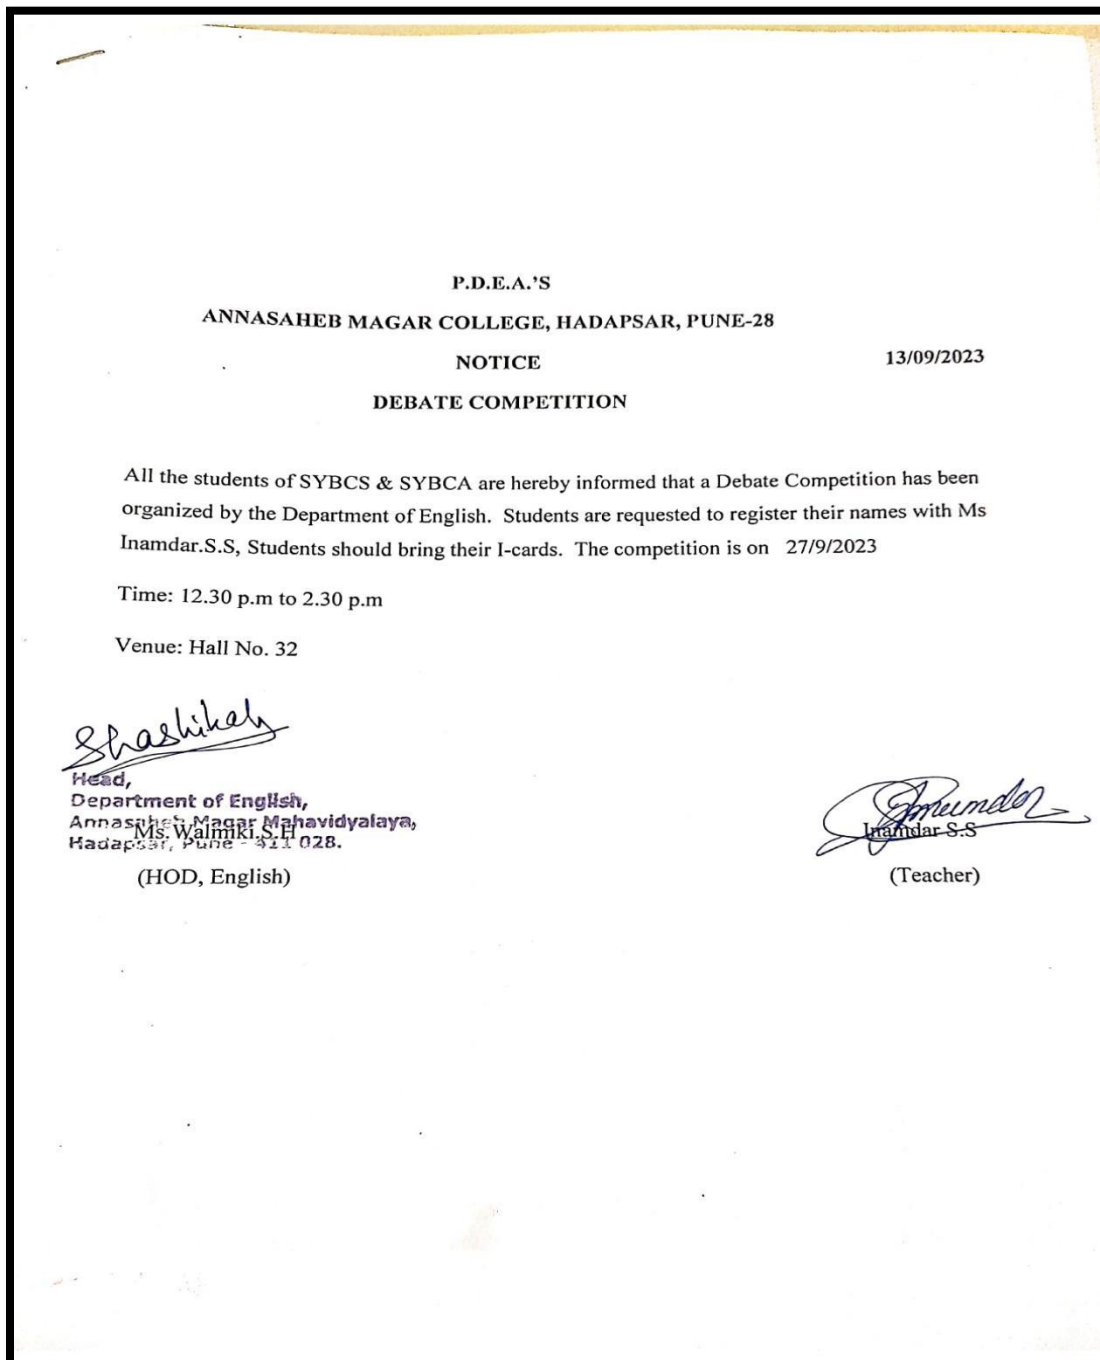 P.D.E.A.'S
ANNASAHEB MAGAR COLLEGE, HADAPSAR, PUNE-28
NOTICE
13/09/2023
DEBATE COMPETITION
All the students of SYBCS & SYBCA are hereby informed that a Debate Competition has been
organized by the Department of English. Students are requested to register their names with Ms
Inamdar.S.S, Students should bring their I-cards. The competition is on 27/9/2023
Time: 12.30 p.m to 2.30 p.m
Venue: Hall No. 32
Head,
Department of English,
Annasaheb Magar Mahavidyalaya,
Hadapsar, Pune - 411 028.
Ms. Walmiki.S.H
(HOD, English)
Inamdar S.S
(Teacher)